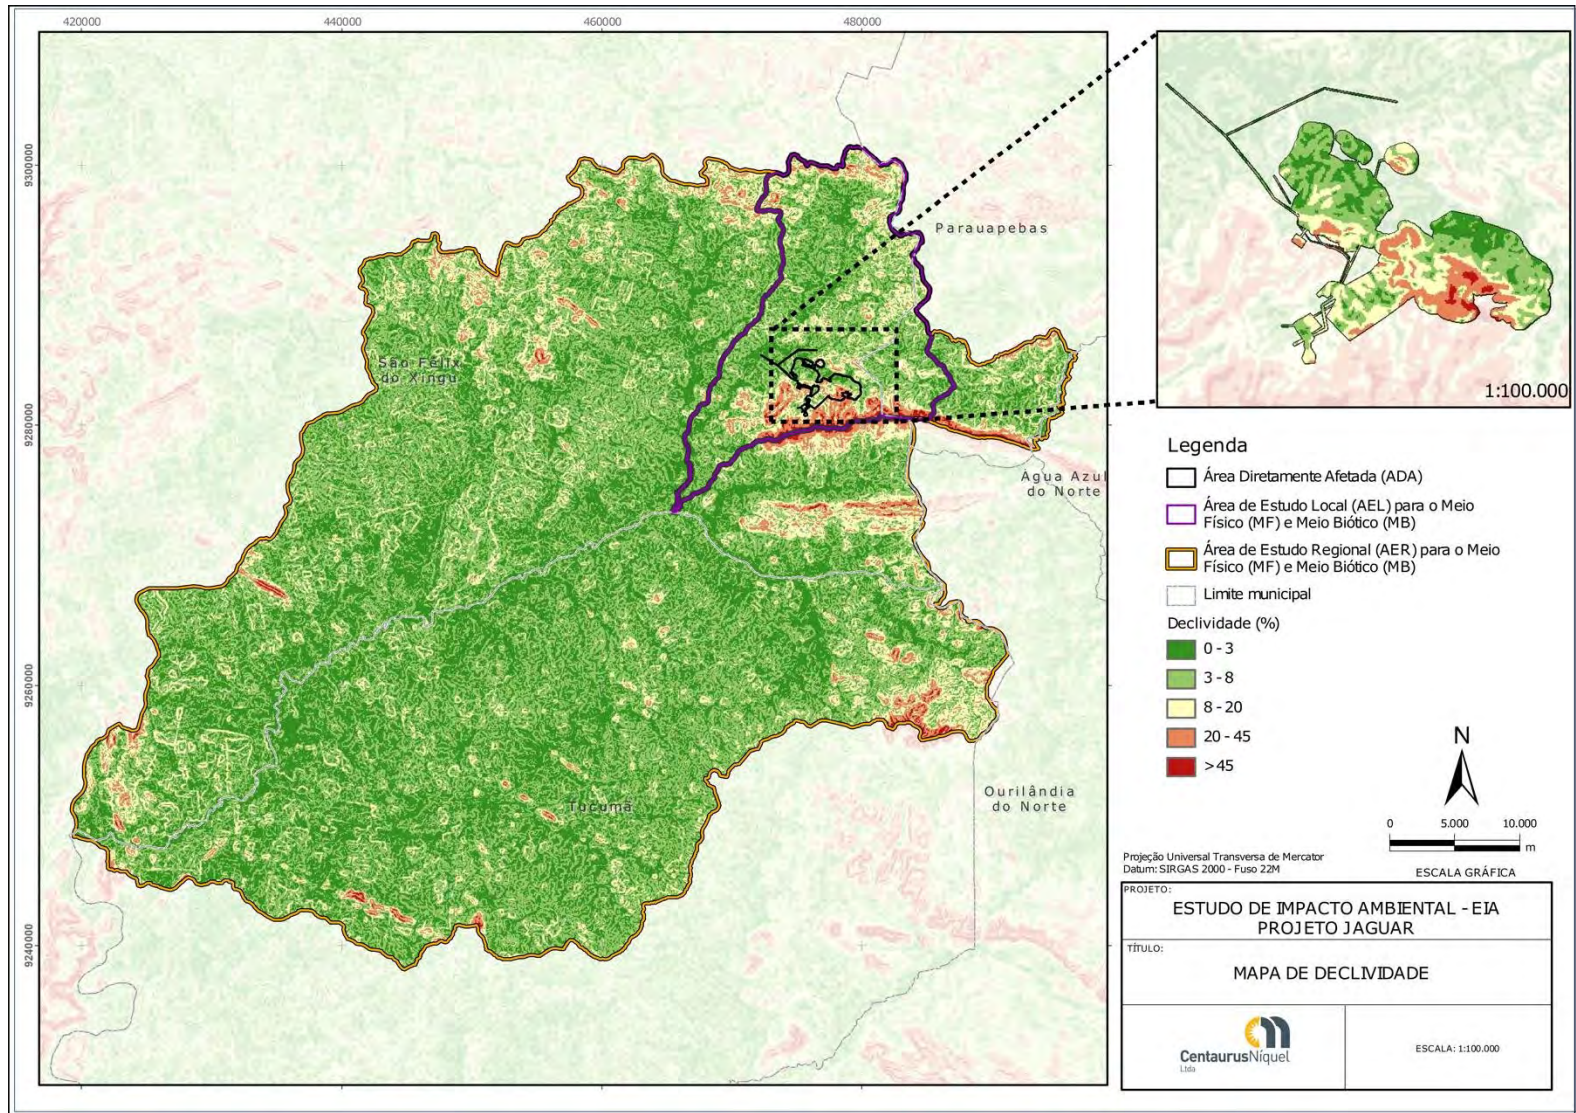 420000
440000
460000
480000
9300000
9280000
9260000
9240000
Parauapebas
São Félix
do Xingu
Água Azul
do Norte
Tucumã
Ourilândia
do Norte
1:100.000
Legenda
Área Diretamente Afetada (ADA)
Área de Estudo Local (AEL) para o Meio
Físico (MF) e Meio Biótico (MB)
Área de Estudo Regional (AER) para o Meio
Físico (MF) e Meio Biótico (MB)
Limite municipal
Declividade (%)
0 - 3
3 - 8
8 - 20
20 - 45
>45
N
0 5.000 10.000
m
ESCALA GRÁFICA
Projeção Universal Transversa de Mercator
Datum: SIRGAS 2000 - Fuso 22M
PROJETO:
ESTUDO DE IMPACTO AMBIENTAL - EIA
PROJETO JAGUAR
TÍTULO:
MAPA DE DECLIVIDADE
CentaurusNíquel
Ltda
ESCALA: 1:100.000